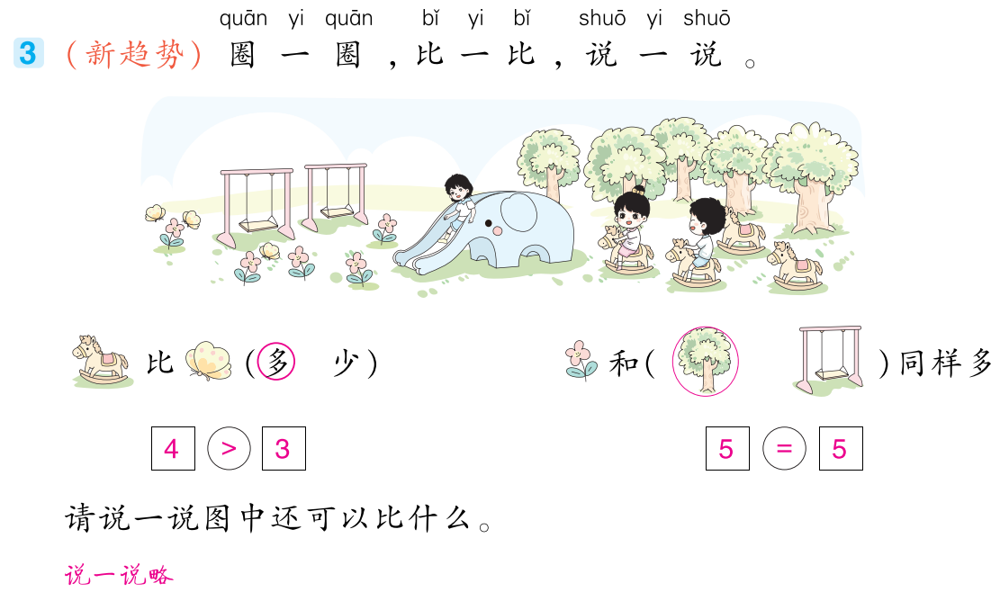 quān yi quān bǐ yi bǐ shuō yi shuō
3 (新趋势) 圈一圈,比一比,说一说。
比(多 少) 和( )同样多
4 > 3 5 = 5
请说一说图中还可以比什么。
说一说略